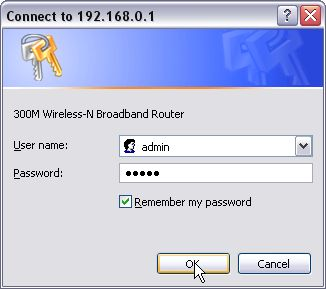 Connect to 192.168.0.1
300M Wireless-N Broadband Router
User name: admin
Password: •••••
Remember my password
OK Cancel